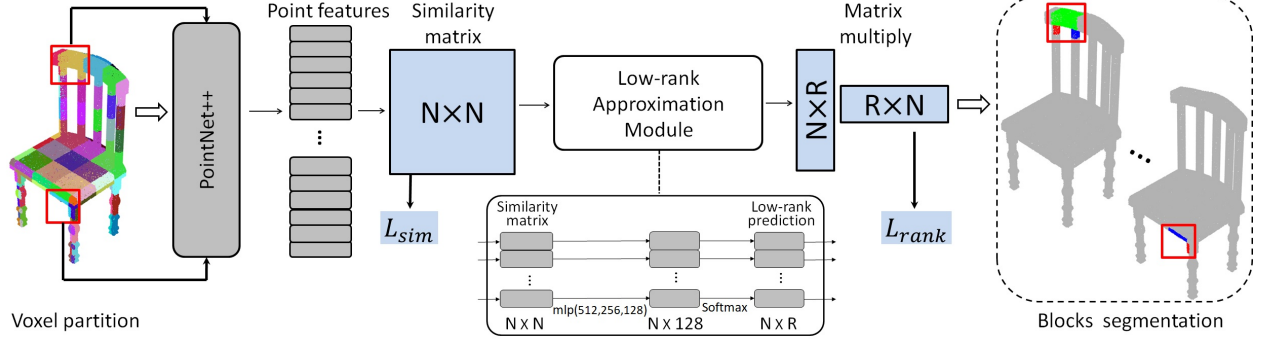 Point features
Similarity
matrix
Matrix
multiply
PointNet++
N×N
Low-rank
Approximation
Module
N×R
R×N
...
...
L_sim
L_rank
Similarity
matrix
Low-rank
prediction
...
...
...
mlp(512,256,128)
Softmax
N X N
N X 128
N X R
Voxel partition
Blocks segmentation